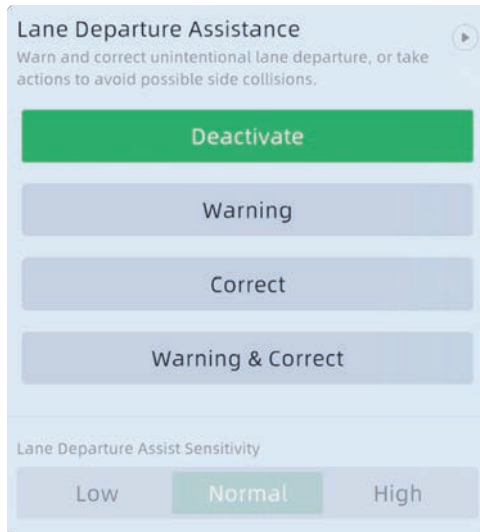 Lane Departure Assistance
Warn and correct unintentional lane departure, or take
actions to avoid possible side collisions.
Deactivate
Warning
Correct
Warning & Correct
Lane Departure Assist Sensitivity
Low Normal High